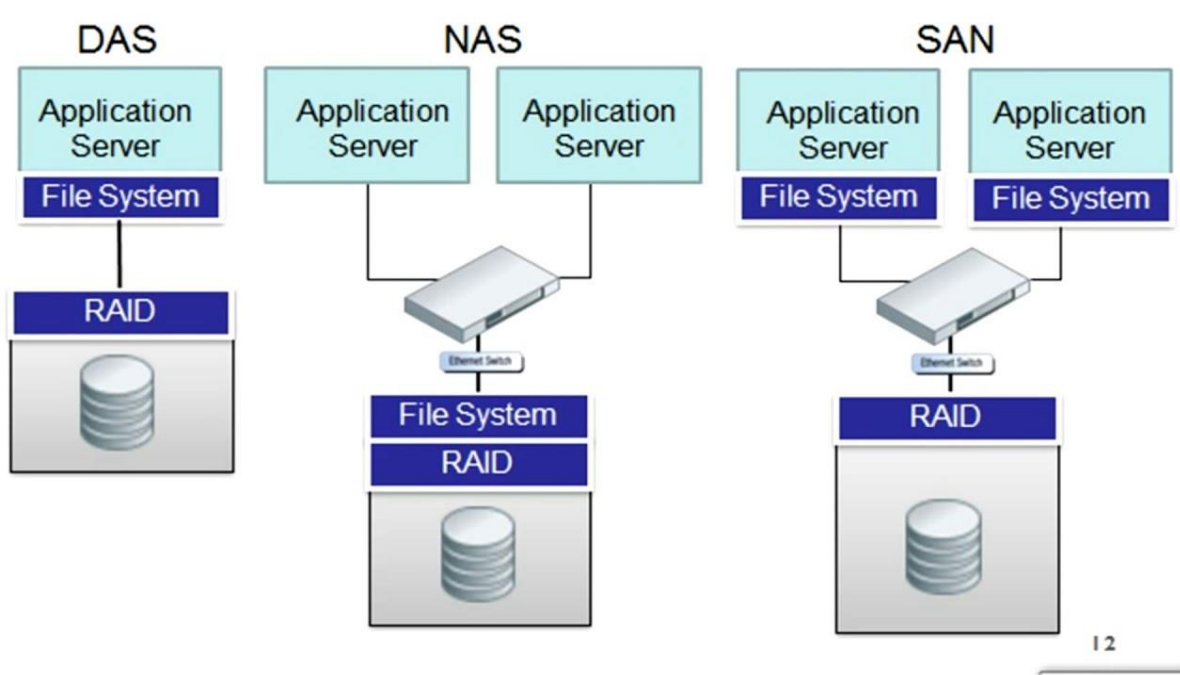 DAS
Application
Server
File System
RAID
NAS
Application
Server
Application
Server
Ethernet Switch
File System
RAID
SAN
Application
Server
File System
Application
Server
File System
Ethernet Switch
RAID
12